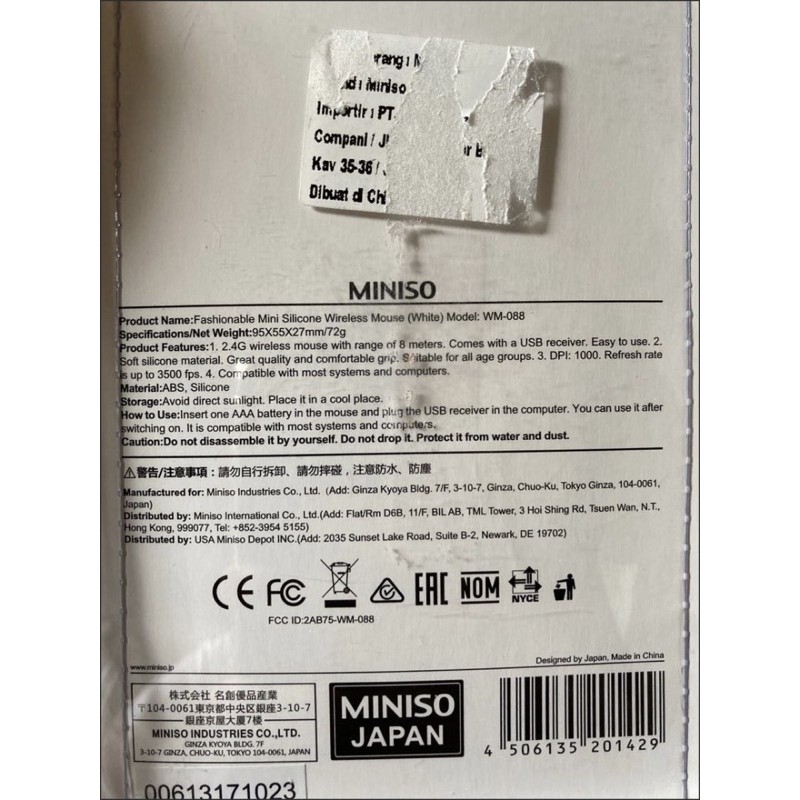 Miniso
Importir : PT.
Kav 35-36 /
Dibuat di
MINISO
Product Name:Fashionable Mini Silicone Wireless Mouse (White) Model: WM-088
Specifications/Net Weight:95X55X27mm/72g
Product Features:1. 2.4G wireless mouse with range of 8 meters. Comes with a USB receiver. Easy to use. 2.
Soft silicone material. Great quality and comfortable grip. Suitable for all age groups. 3. DPI: 1000. Refresh rate
is up to 3500 fps. 4. Compatible with most systems and computers.
Material:ABS, Silicone
Storage:Avoid direct sunlight. Place it in a cool place.
How to Use:Insert one AAA battery in the mouse and plug the USB receiver in the computer. You can use it after
switching on. It is compatible with most systems and computers.
Caution:Do not disassemble it by yourself. Do not drop it. Protect it from water and dust.
⚠警告/注意事項：請勿自行拆卸、請勿摔碰，注意防水、防塵
Manufactured for: Miniso Industries Co., Ltd. (Add: Ginza Kyoya Bldg. 7/F, 3-10-7, Ginza, Chuo-Ku, Tokyo Ginza, 104-0061,
Japan)
Distributed by: Miniso International Co., Ltd.(Add: Flat/Rm D6B, 11/F, BIL AB, TML Tower, 3 Hoi Shing Rd, Tsuen Wan, N.T.,
Hong Kong, 999077, Tel: +852-3954 5155)
Distributed by: USA Miniso Depot INC.(Add: 2035 Sunset Lake Road, Suite B-2, Newark, DE 19702)
CE FC EAC NOM NYCE
FCC ID:2AB75-WM-088
Designed by Japan, Made in China
www.miniso.jp
株式会社 名創優品産業
〒104-0061東京都中央区銀座3-10-7
銀座京屋大厦7楼
MINISO INDUSTRIES CO.,LTD.
GINZA KYOYA BLDG. 7F
3-10-7 GINZA, CHUO-KU, TOKYO 104-0061, JAPAN
MINISO
JAPAN
4 506135 201429
00613171023